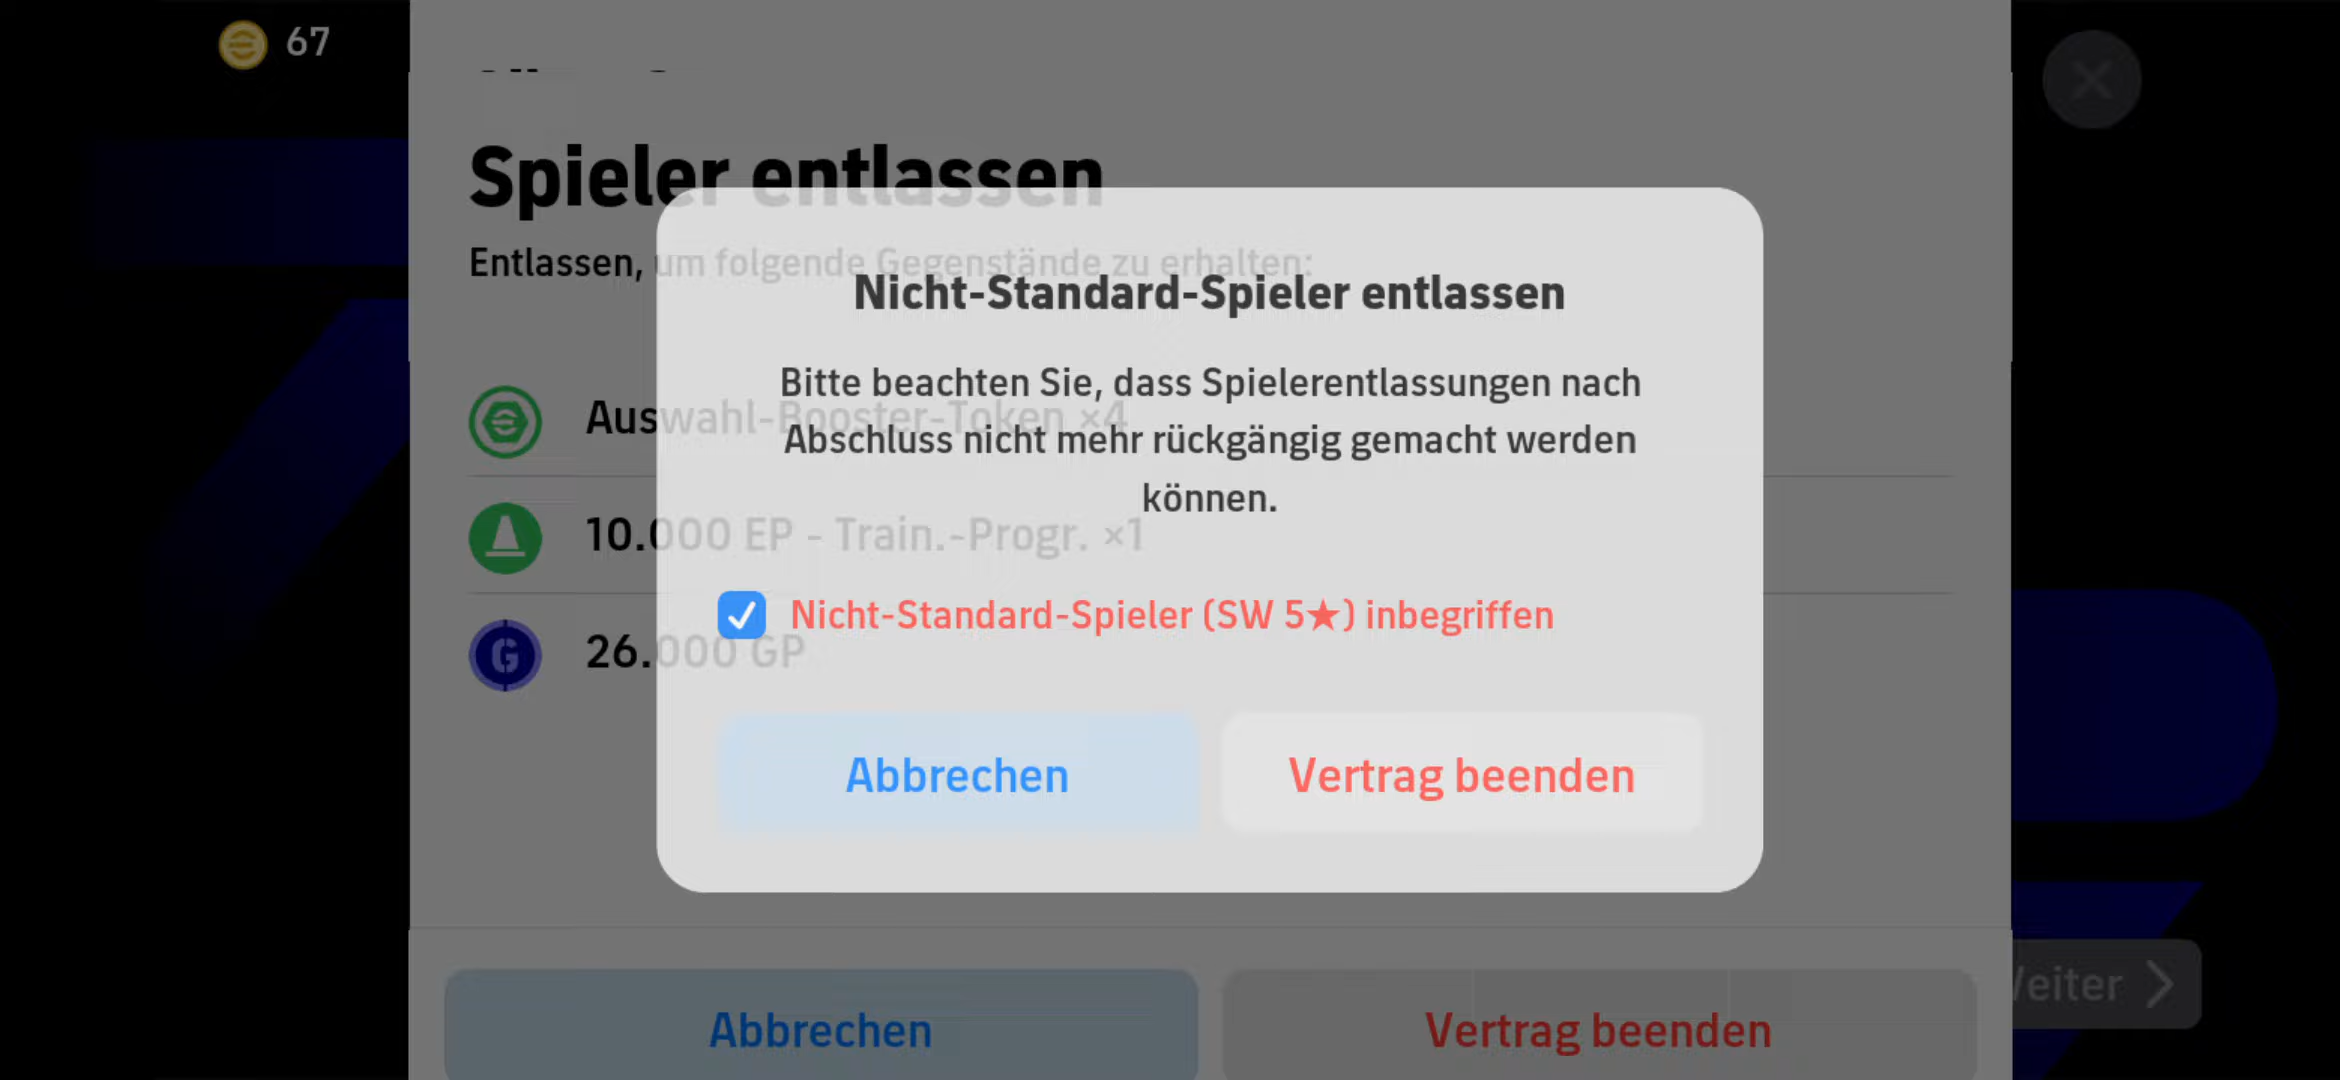 67
Spieler entlassen
Entlassen, um folgende Gegenstände zu erhalten:
Nicht-Standard-Spieler entlassen
Bitte beachten Sie, dass Spielerentlassungen nach
Abschluss nicht mehr rückgängig gemacht werden
können.
Auswahl-Booster-Token ×4
10.000 EP - Train.-Progr. ×1
Nicht-Standard-Spieler (SW 5★) inbegriffen
G 26.000 GP
Abbrechen
Vertrag beenden
Abbrechen
Vertrag beenden